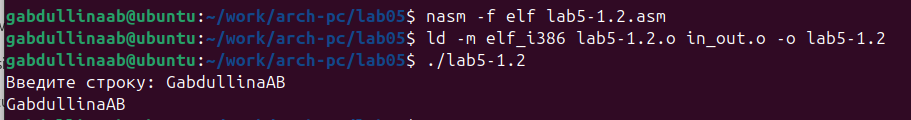 gabdullinaab@ubuntu:~/work/arch-pc/lab05$ nasm -f elf lab5-1.2.asm
gabdullinaab@ubuntu:~/work/arch-pc/lab05$ ld -m elf_i386 lab5-1.2.o in_out.o -o lab5-1.2
gabdullinaab@ubuntu:~/work/arch-pc/lab05$ ./lab5-1.2
Введите строку: GabdullinaAB
GabdullinaAB